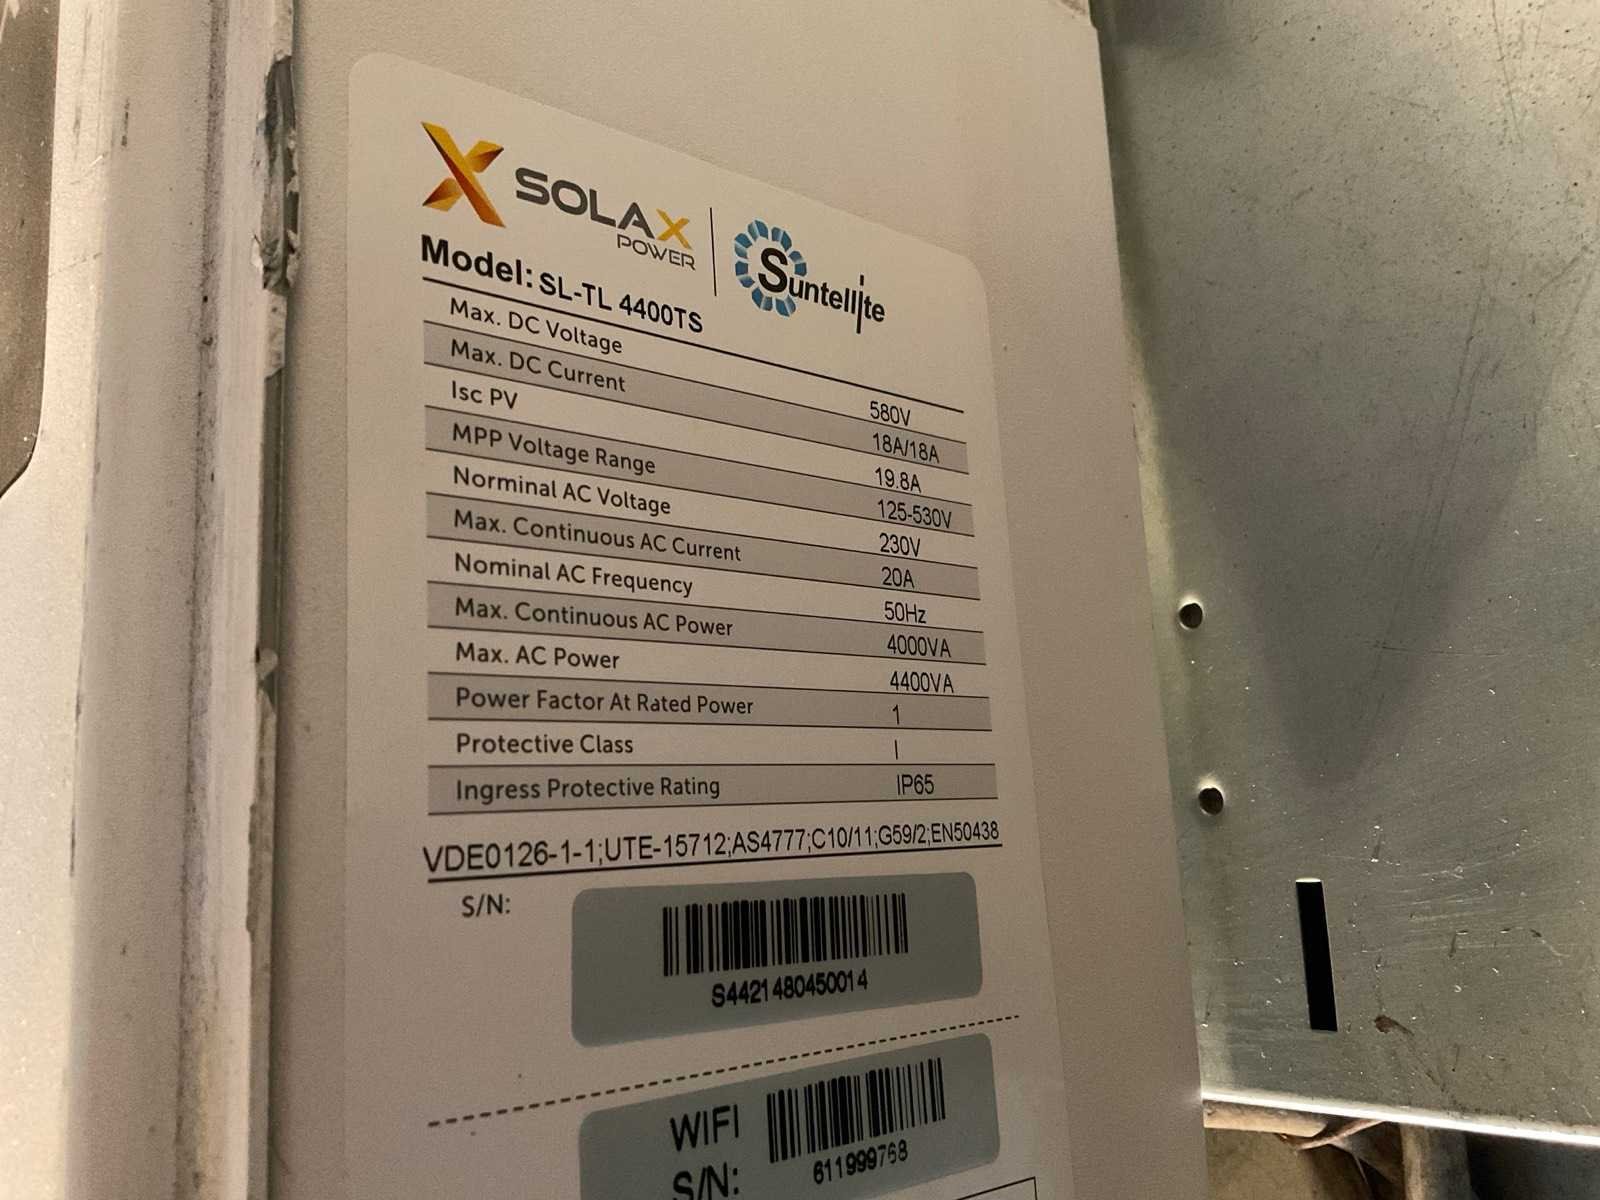 SOLAX
POWER
Suntellite
Model: SL-TL 4400TS
Max. DC Voltage 580V
Max. DC Current 18A/18A
Isc PV 19.8A
MPP Voltage Range 125-530V
Norminal AC Voltage 230V
Max. Continuous AC Current 20A
Nominal AC Frequency 50Hz
Max. Continuous AC Power 4000VA
Max. AC Power 4400VA
Power Factor At Rated Power 1
Protective Class I
Ingress Protective Rating IP65
VDE0126-1-1;UTE-15712;AS4777;C10/11;G59/2;EN50438
S/N:
S4421480450014
WIFI
S/N:
611999768